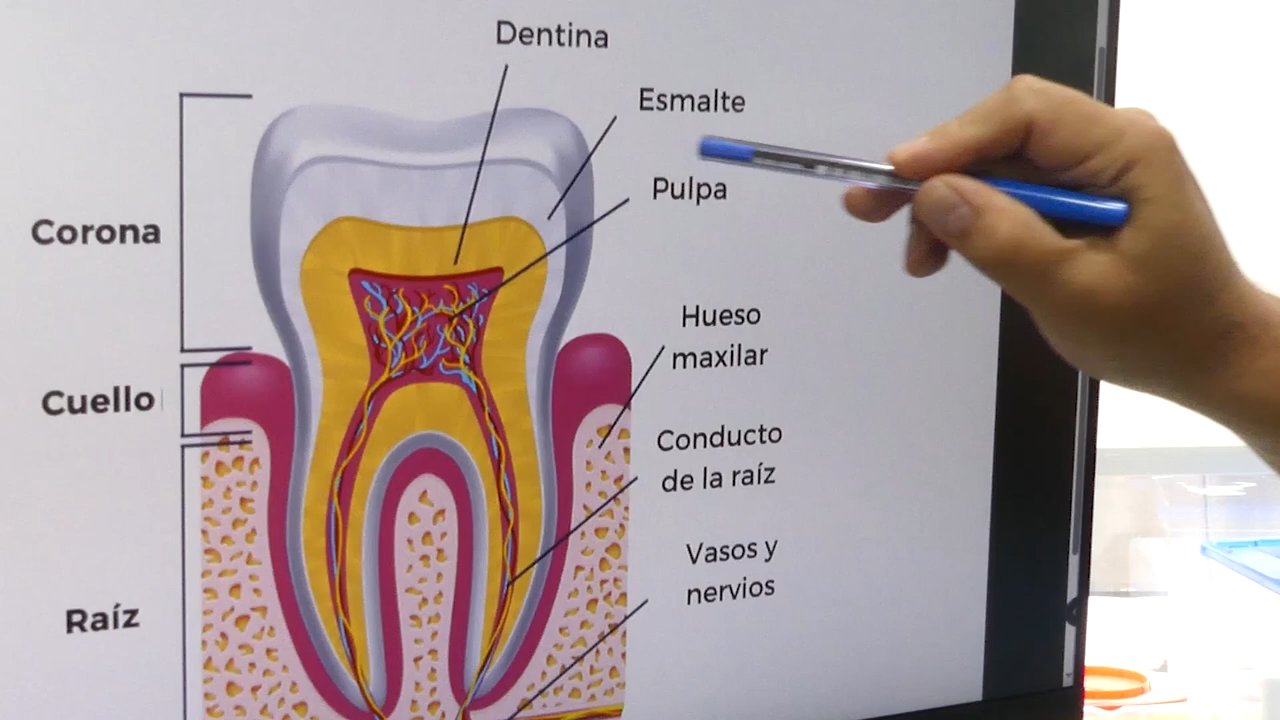 Dentina
Esmalte
Pulpa
Corona
Hueso
maxilar
Cuello
Conducto
de la raíz
Vasos y
nervios
Raíz